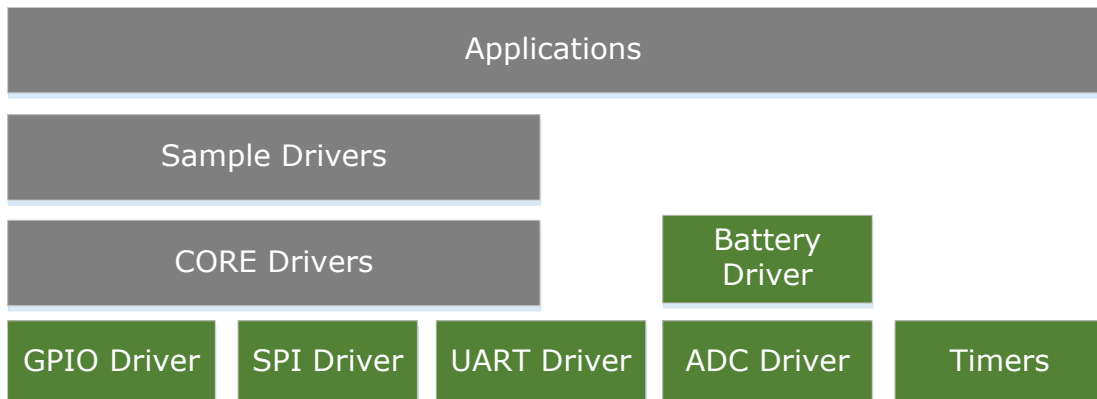 Applications
Sample Drivers
CORE Drivers
Battery
Driver
GPIO Driver
SPI Driver
UART Driver
ADC Driver
Timers